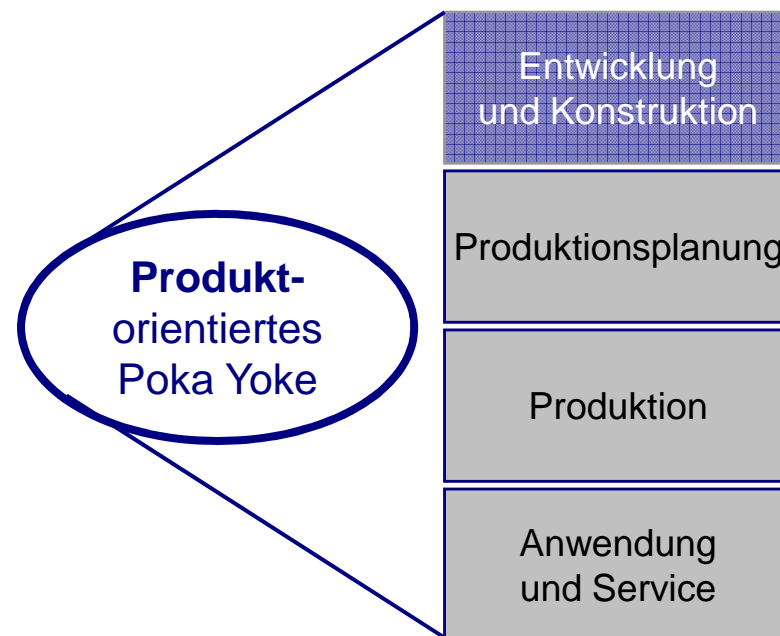 Entwicklung
und Konstruktion
Produktionsplanung
Produkt-
orientiertes
Poka Yoke
Produktion
Anwendung
und Service